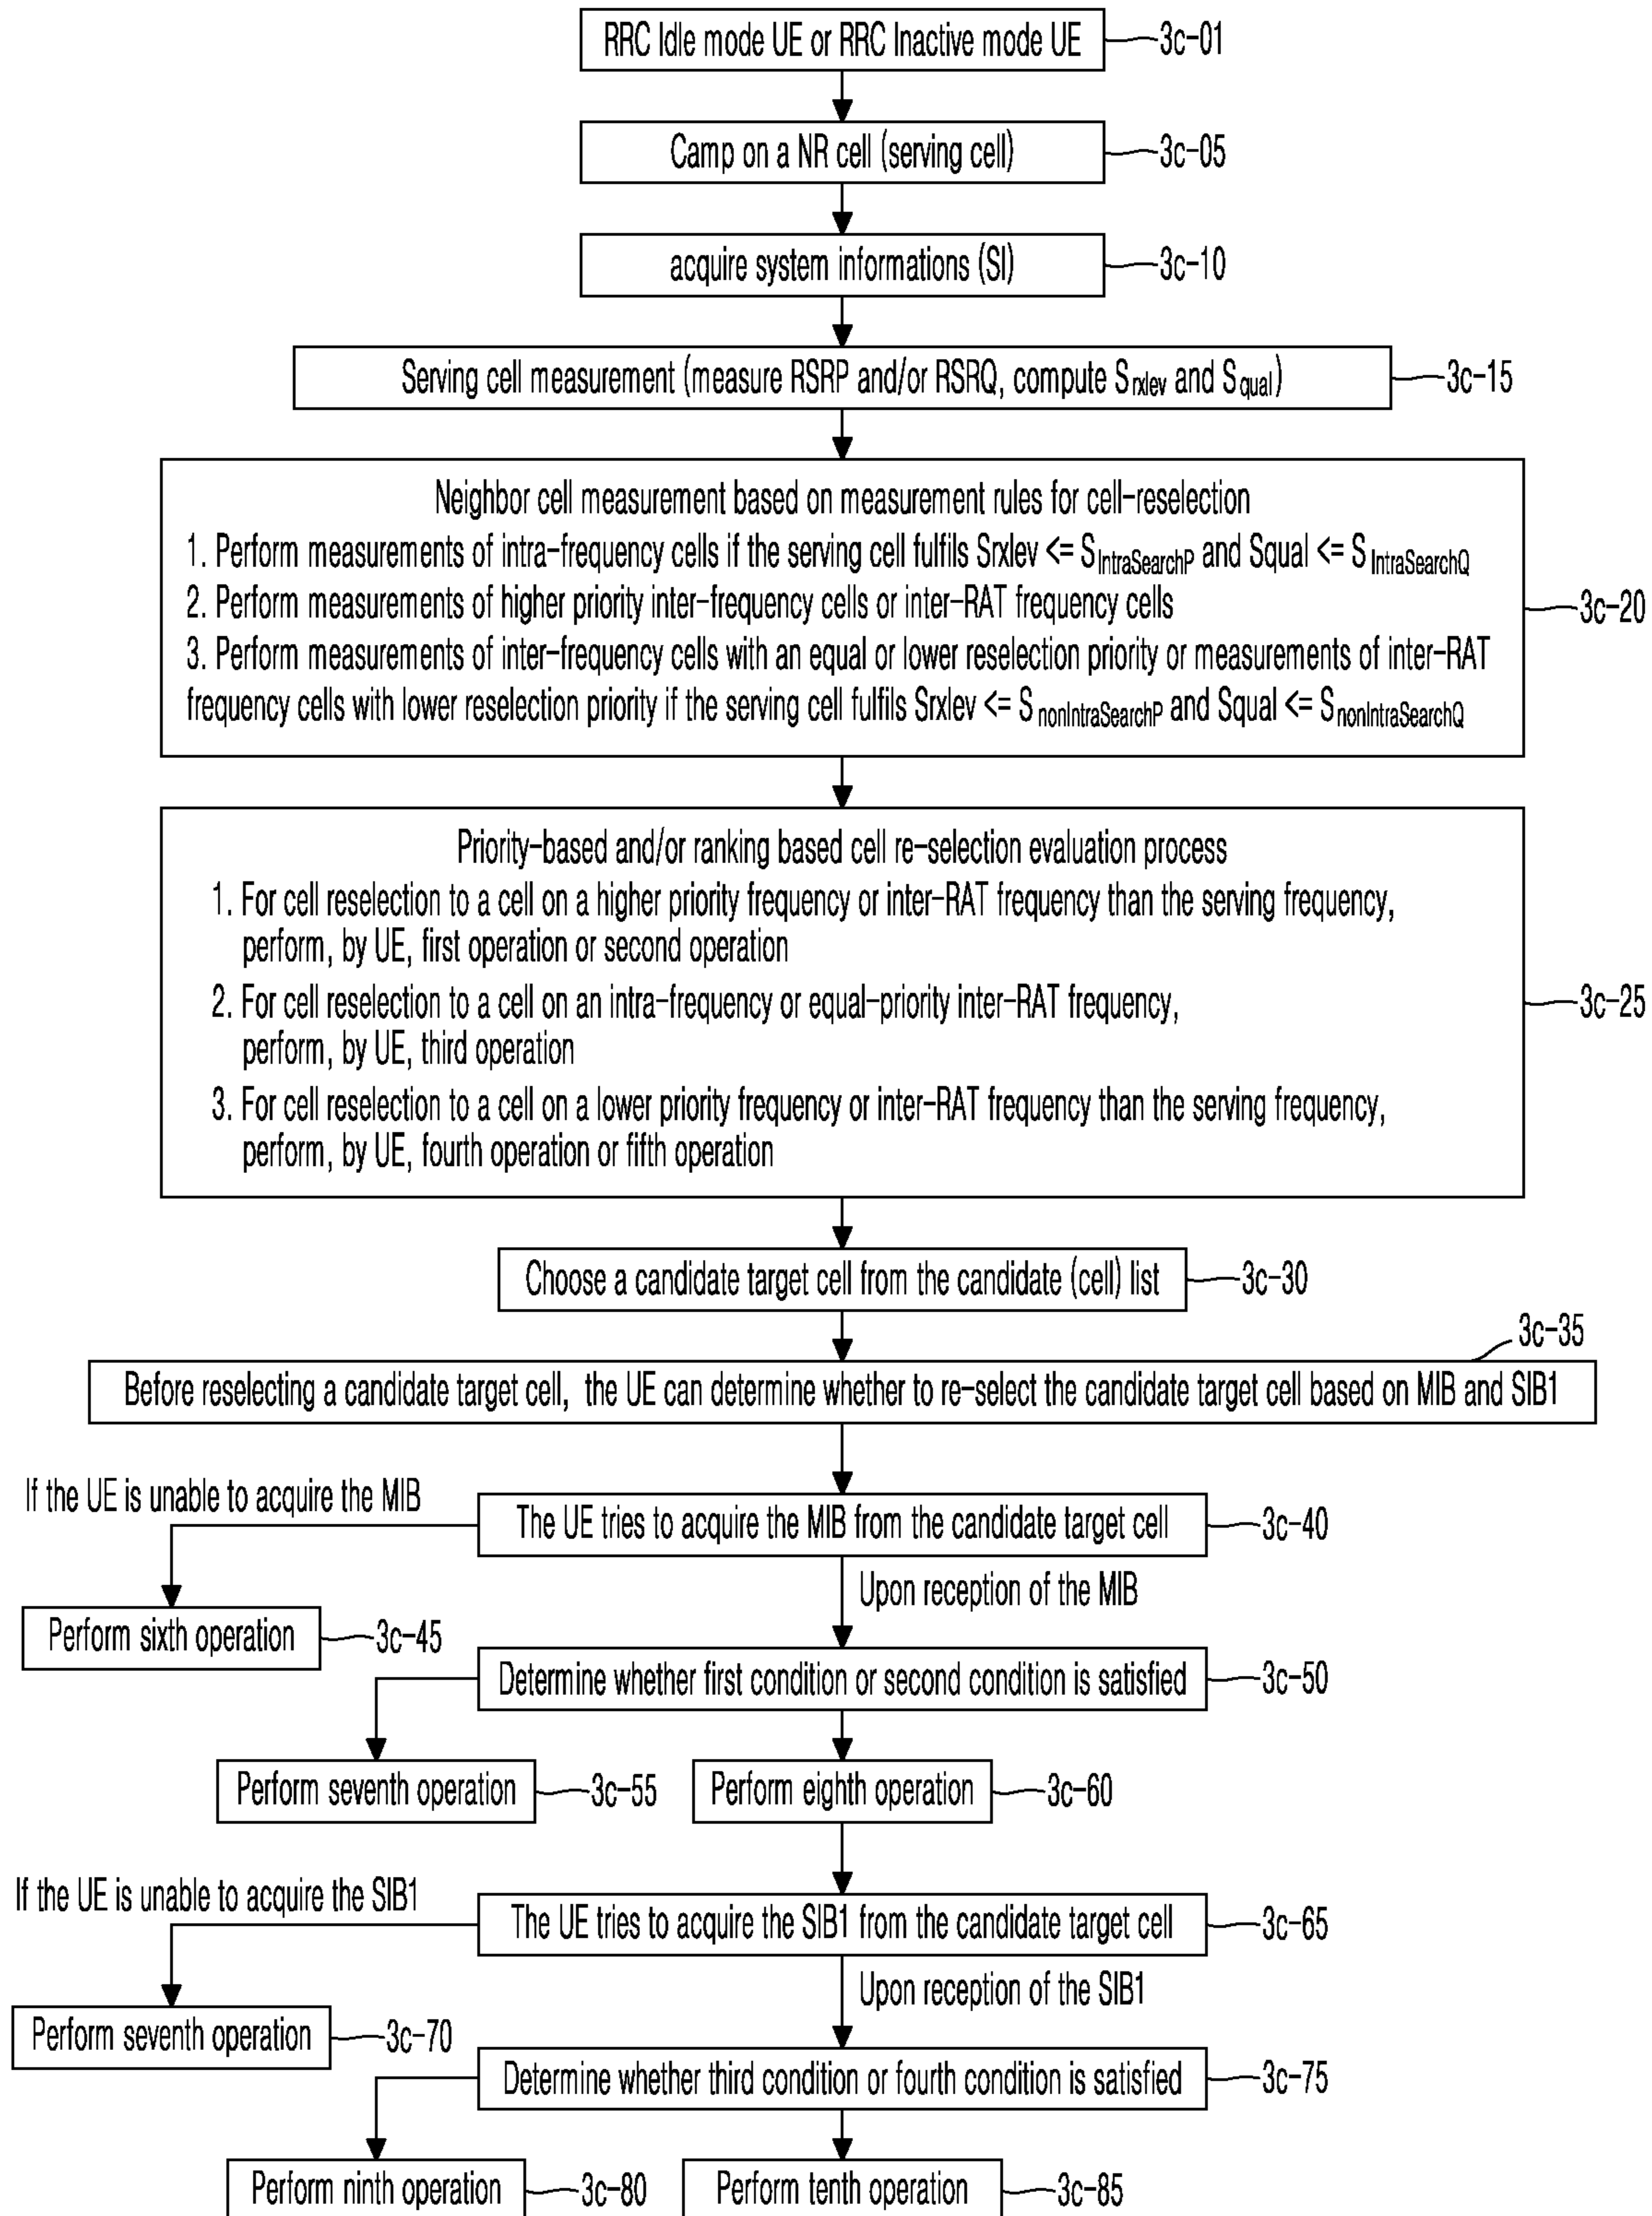 RRC Idle mode UE or RRC Inactive mode UE
3c-01
Camp on a NR cell (serving cell)
3c-05
acquire system informations (SI)
3c-10
Serving cell measurement (measure RSRP and/or RSRQ, compute Srxlev and Squal)
3c-15
Neighbor cell measurement based on measurement rules for cell-reselection
1. Perform measurements of intra-frequency cells if the serving cell fulfils Srxlev <= SIntraSearchP and Squal <= SIntraSearchQ
2. Perform measurements of higher priority inter-frequency cells or inter-RAT frequency cells
3. Perform measurements of inter-frequency cells with an equal or lower reselection priority or measurements of inter-RAT
frequency cells with lower reselection priority if the serving cell fulfils Srxlev <= SnonIntraSearchP and Squal <= SnonIntraSearchQ
3c-20
Priority-based and/or ranking based cell re-selection evaluation process
1. For cell reselection to a cell on a higher priority frequency or inter-RAT frequency than the serving frequency,
perform, by UE, first operation or second operation
2. For cell reselection to a cell on an intra-frequency or equal-priority inter-RAT frequency,
perform, by UE, third operation
3. For cell reselection to a cell on a lower priority frequency or inter-RAT frequency than the serving frequency,
perform, by UE, fourth operation or fifth operation
3c-25
Choose a candidate target cell from the candidate (cell) list
3c-30
3c-35
Before reselecting a candidate target cell, the UE can determine whether to re-select the candidate target cell based on MIB and SIB1
If the UE is unable to acquire the MIB
The UE tries to acquire the MIB from the candidate target cell
3c-40
Upon reception of the MIB
Perform sixth operation
3c-45
Determine whether first condition or second condition is satisfied
3c-50
Perform seventh operation
3c-55
Perform eighth operation
3c-60
If the UE is unable to acquire the SIB1
The UE tries to acquire the SIB1 from the candidate target cell
3c-65
Upon reception of the SIB1
Perform seventh operation
3c-70
Determine whether third condition or fourth condition is satisfied
3c-75
Perform ninth operation
3c-80
Perform tenth operation
3c-85